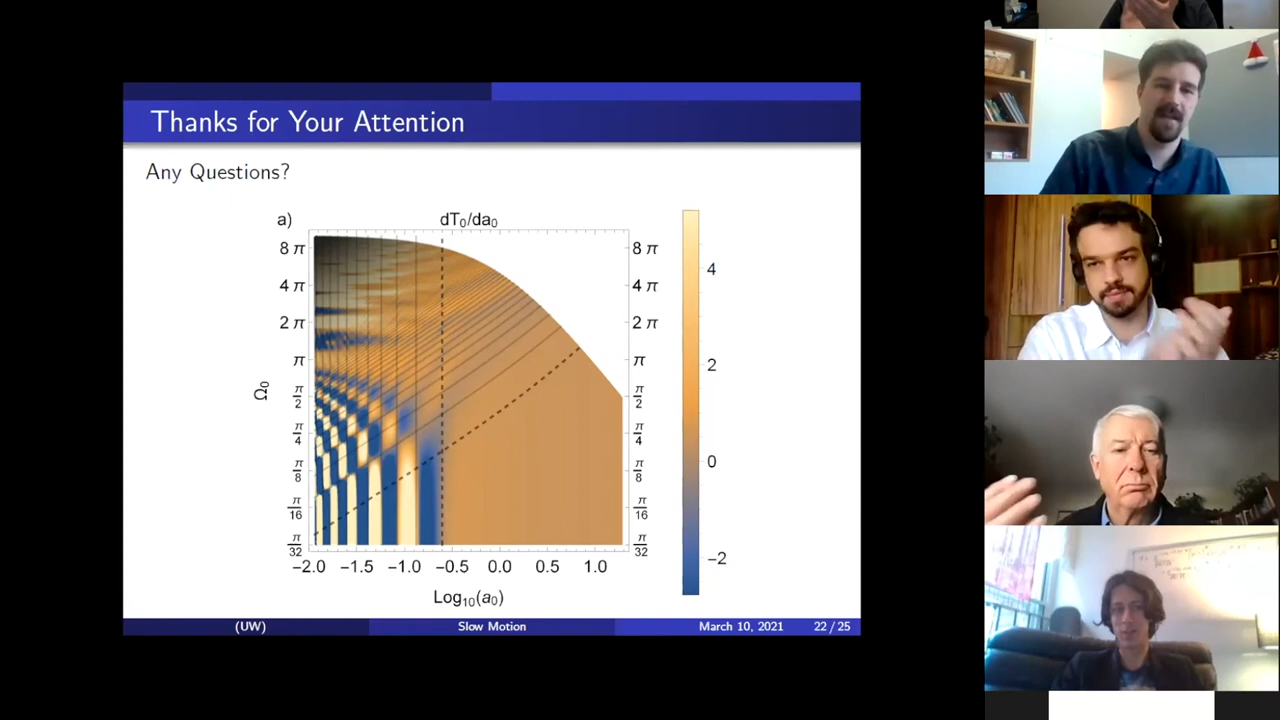 Thanks for Your Attention
Any Questions?
a)
dT₀/da₀
8 π
4 π
2 π
π
π/2
π/4
π/8
π/16
π/32
Ω₀
8 π
4 π
2 π
π
π/2
π/4
π/8
π/16
π/32
−2.0 −1.5 −1.0 −0.5 0.0 0.5 1.0
Log₁₀(a₀)
4
2
0
−2
(UW) Slow Motion March 10, 2021 22 / 25